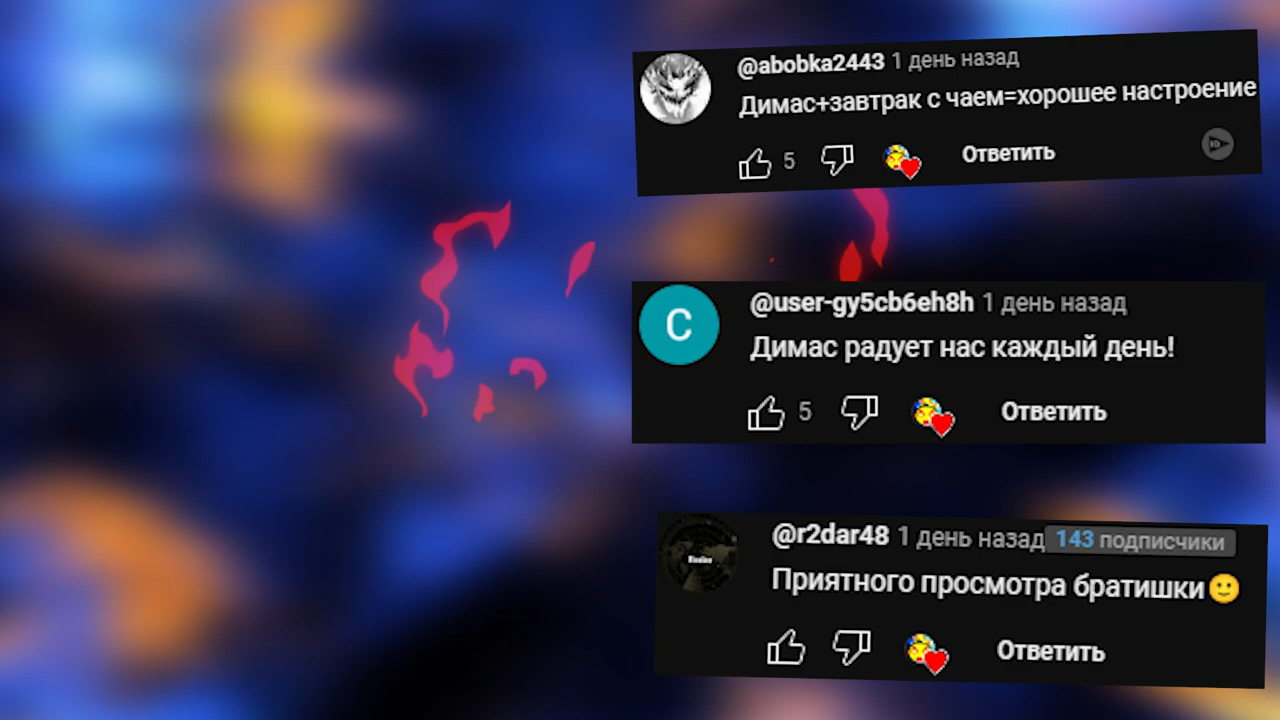 @abobka2443 1 день назад
Димас+завтрак с чаем=хорошее настроение
5 Ответить
C
@user-gy5cb6eh8h 1 день назад
Димас радует нас каждый день!
5 Ответить
@r2dar48 1 день назад 143 подписчики
Приятного просмотра братишки🙂
Ответить